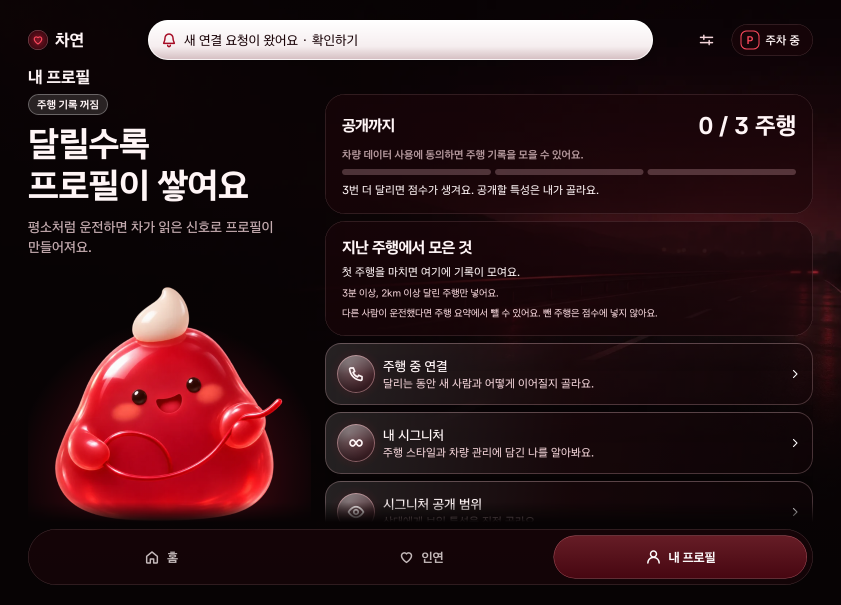 차연
새 연결 요청이 왔어요 · 확인하기
P 주차 중
내 프로필
주행 기록 꺼짐
달릴수록
프로필이 쌓여요
평소처럼 운전하면 차가 읽은 신호로 프로필이
만들어져요.
공개까지
0 / 3 주행
차량 데이터 사용에 동의하면 주행 기록을 모을 수 있어요.
3번 더 달리면 점수가 생겨요. 공개할 특성은 내가 골라요.
지난 주행에서 모은 것
첫 주행을 마치면 여기에 기록이 모여요.
3분 이상, 2km 이상 달린 주행만 넣어요.
다른 사람이 운전했다면 주행 요약에서 뺄 수 있어요. 뺀 주행은 점수에 넣지 않아요.
주행 중 연결
달리는 동안 새 사람과 어떻게 이어질지 골라요.
내 시그니처
주행 스타일과 차량 관리에 담긴 나를 알아봐요.
시그니처 공개 범위
홈
인연
내 프로필